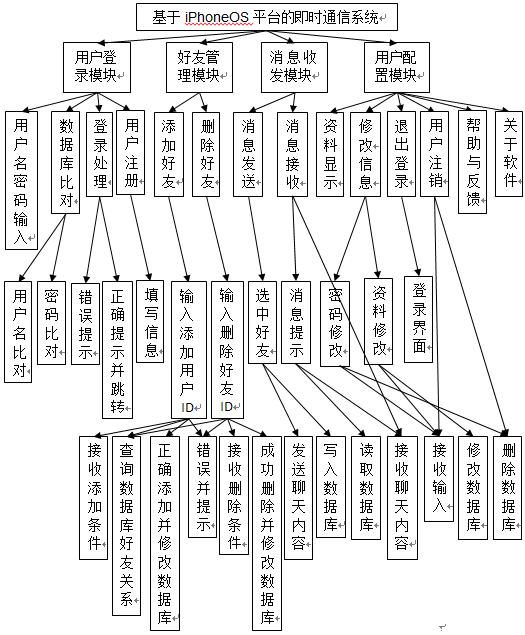 基于 iPhoneOS 平台的即时通信系统
用户登
录模块
好友管
理模块
消息收
发模块
用户配
置模块
用户名密码输入
数据库比对
登录处理
用户注册
添加好友
删除好友
消息发送
消息接收
资料显示
修改信息
退出登录
用户注销
帮助与反馈
关于软件
用户名比对
密码比对
错误提示
正确提示并跳转
填写信息
输入添加用户ID
输入删除好友ID
选中好友
消息提示
密码修改
资料修改
登录界面
接收添加条件
查询数据库好友关系
正确添加并修改数据库
错误并提示
接收删除条件
成功删除并修改数据库
发送聊天内容
写入数据库
读取数据库
接收聊天内容
接收输入
修改数据库
删除数据库